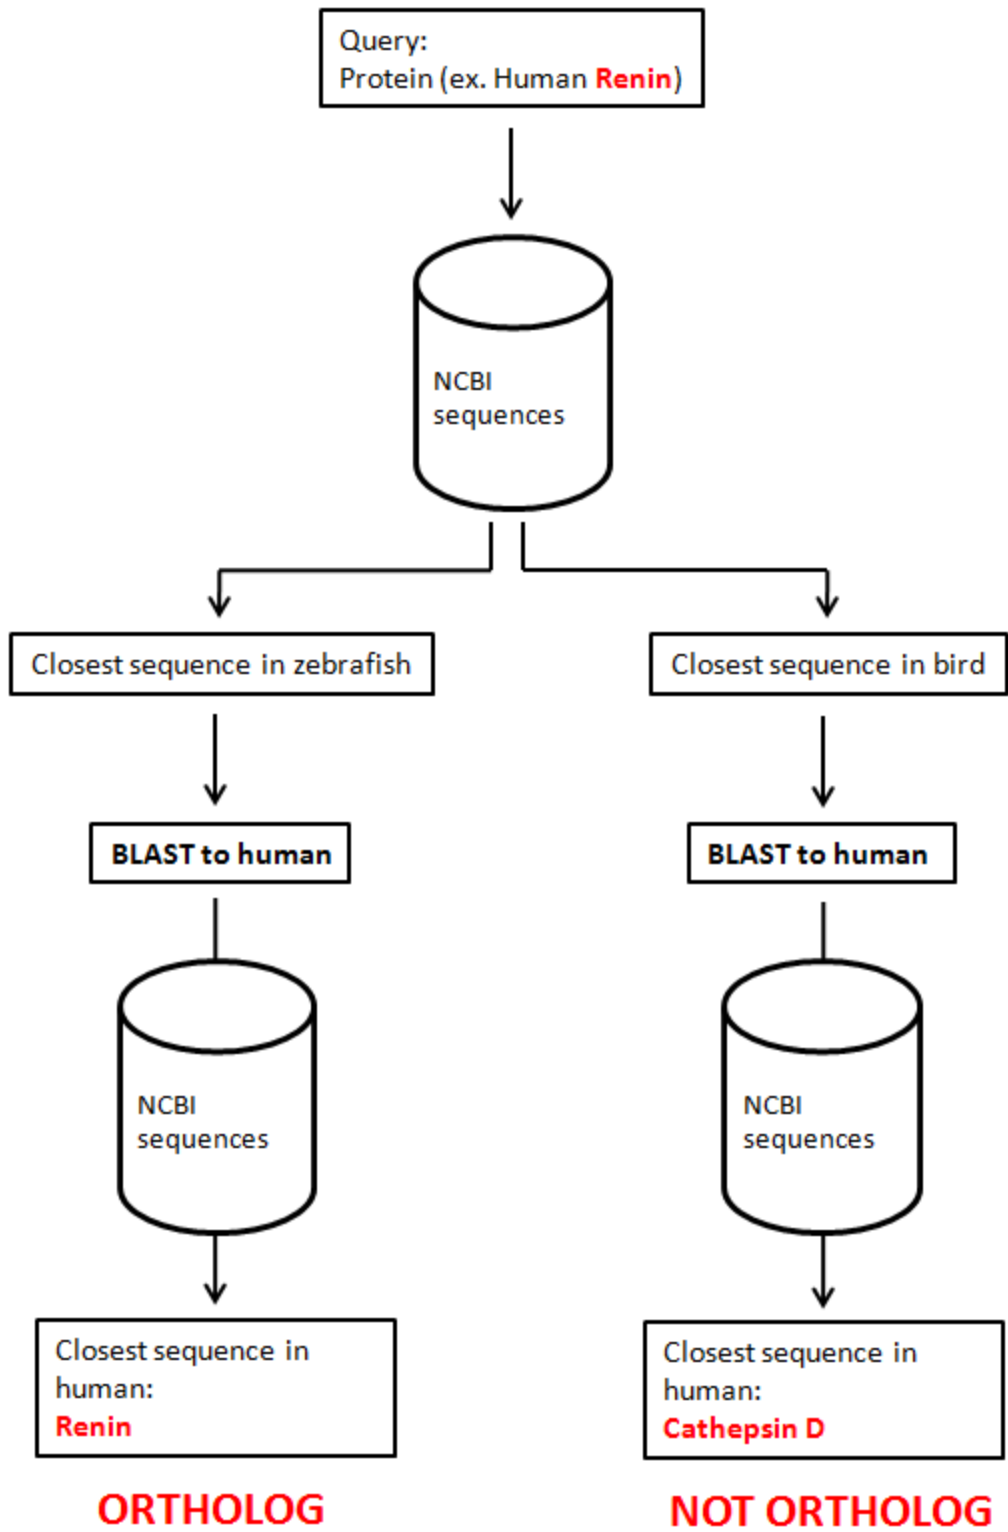 Query:
Protein (ex. Human Renin)
NCBI
sequences
Closest sequence in zebrafish
Closest sequence in bird
BLAST to human
BLAST to human
NCBI
sequences
NCBI
sequences
Closest sequence in
human:
Renin
Closest sequence in
human:
Cathepsin D
ORTHOLOG
NOT ORTHOLOG